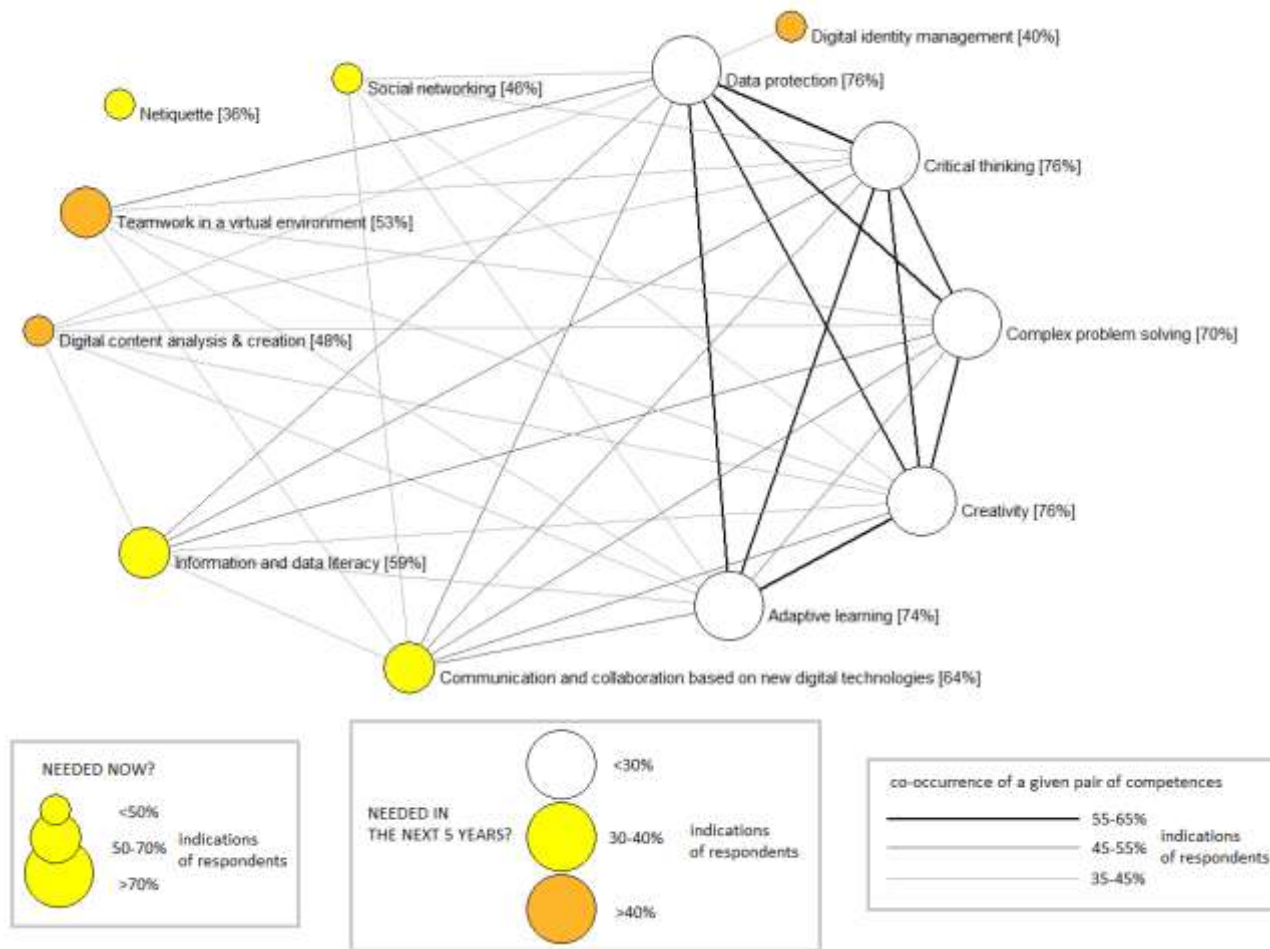 Digital identity management [40%]
Data protection [76%]
Social networking [46%]
Netiquette [36%]
Critical thinking [76%]
Teamwork in a virtual environment [53%]
Complex problem solving [70%]
Digital content analysis & creation [48%]
Creativity [76%]
Information and data literacy [59%]
Adaptive learning [74%]
Communication and collaboration based on new digital technologies [64%]
NEEDED NOW?
<50%
50-70%
>70%
indications
of respondents
NEEDED IN
THE NEXT 5 YEARS?
<30%
30-40%
>40%
indications
of respondents
co-occurrence of a given pair of competences
55-65%
45-55%
35-45%
indications
of respondents